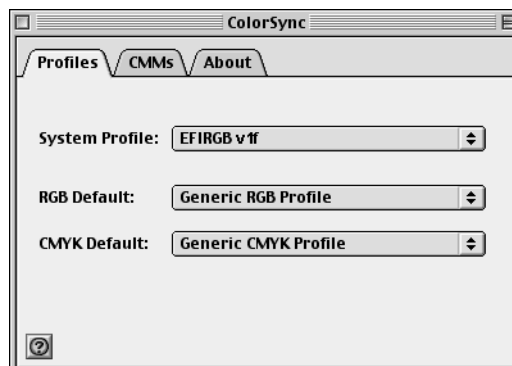 ColorSync
Profiles CMMs About
System Profile: EFIRGB v1f
RGB Default: Generic RGB Profile
CMYK Default: Generic CMYK Profile
?